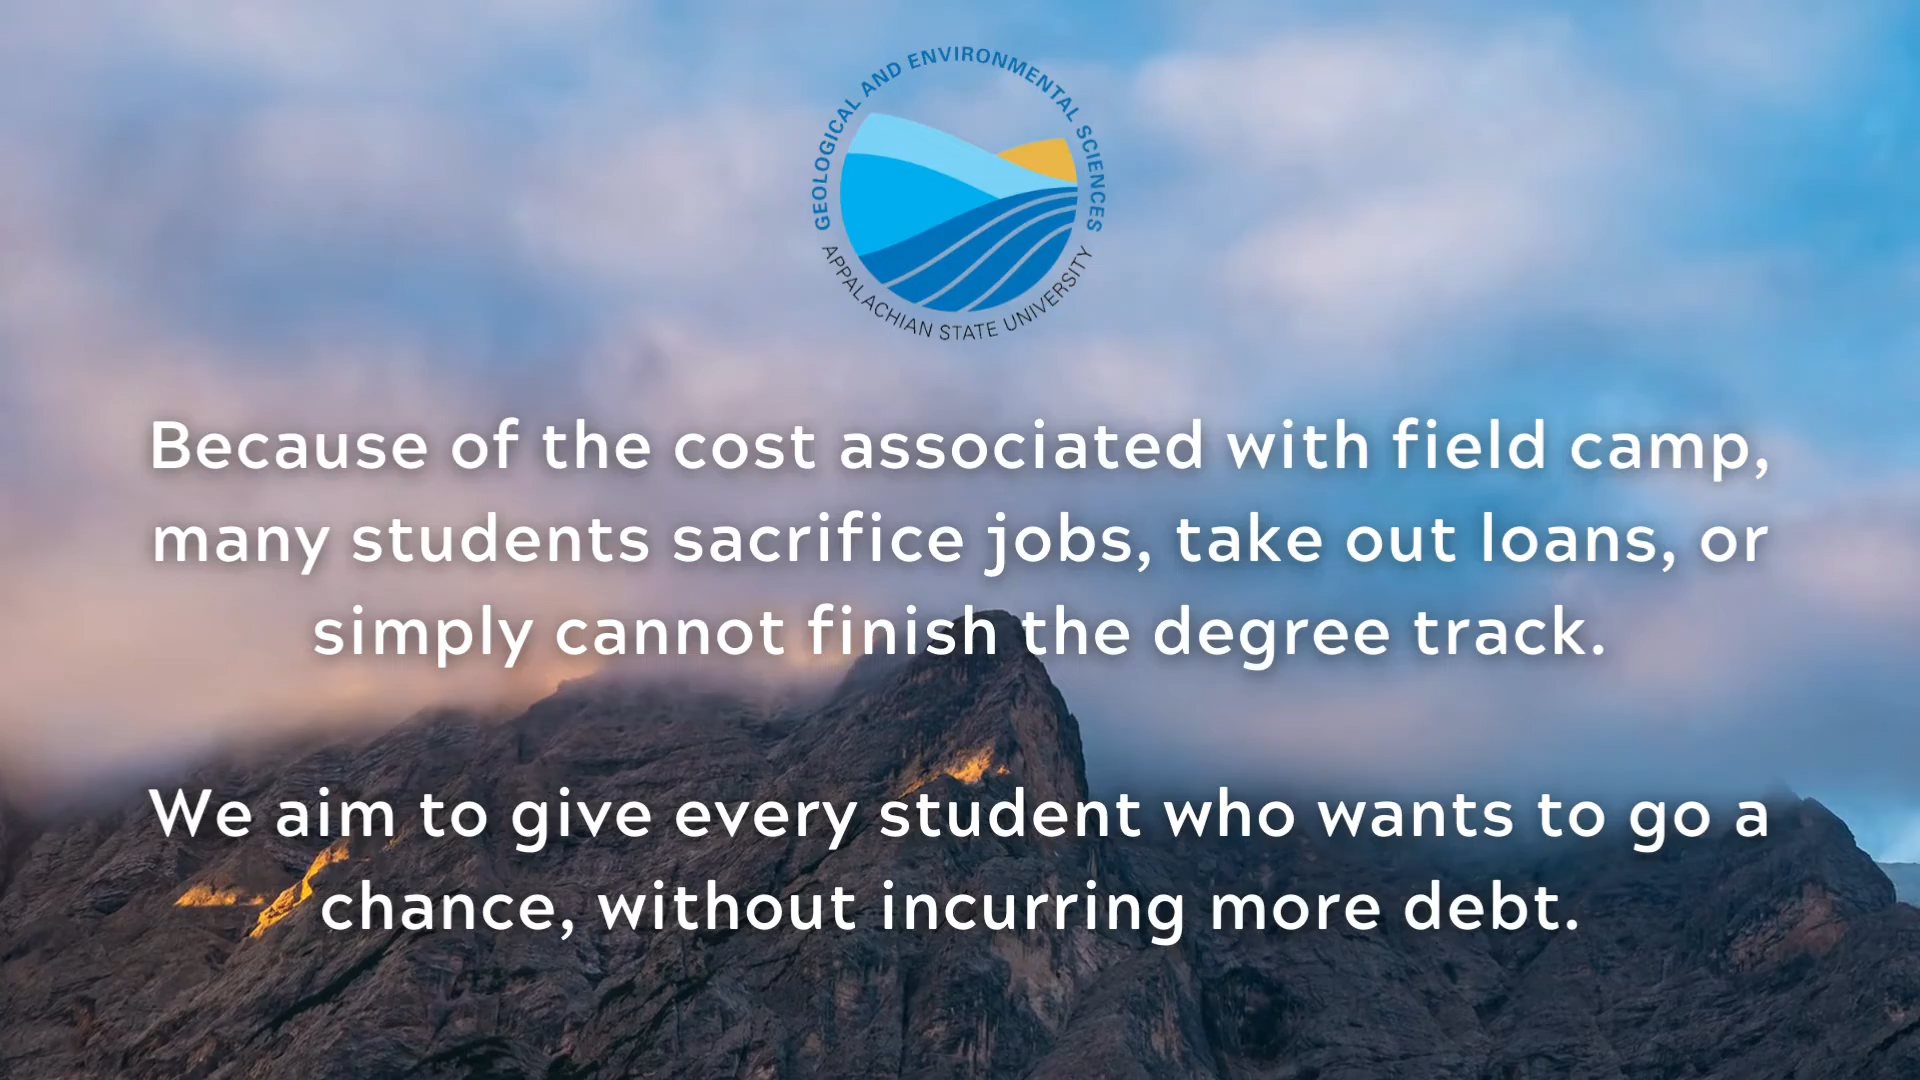 GEOLOGICAL AND ENVIRONMENTAL SCIENCES
APPALACHIAN STATE UNIVERSITY
Because of the cost associated with field camp,
many students sacrifice jobs, take out loans, or
simply cannot finish the degree track.
We aim to give every student who wants to go a
chance, without incurring more debt.